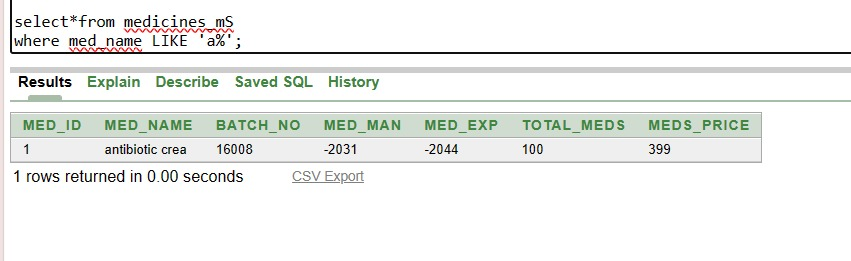 select*from medicines_mS
where med_name LIKE 'a%';
Results Explain Describe Saved SQL History
MED_ID MED_NAME BATCH_NO MED_MAN MED_EXP TOTAL_MEDS MEDS_PRICE
1 antibiotic crea 16008 -2031 -2044 100 399
1 rows returned in 0.00 seconds CSV Export